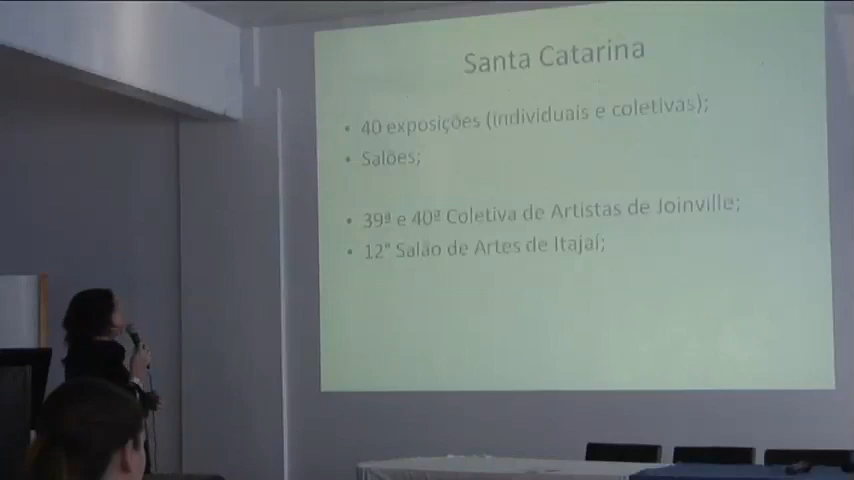 Santa Catarina
• 40 exposições (individuais e coletivas);
• Salões;
• 39ª e 40ª Coletiva de Artistas de Joinville;
• 12° Salão de Artes de Itajaí;